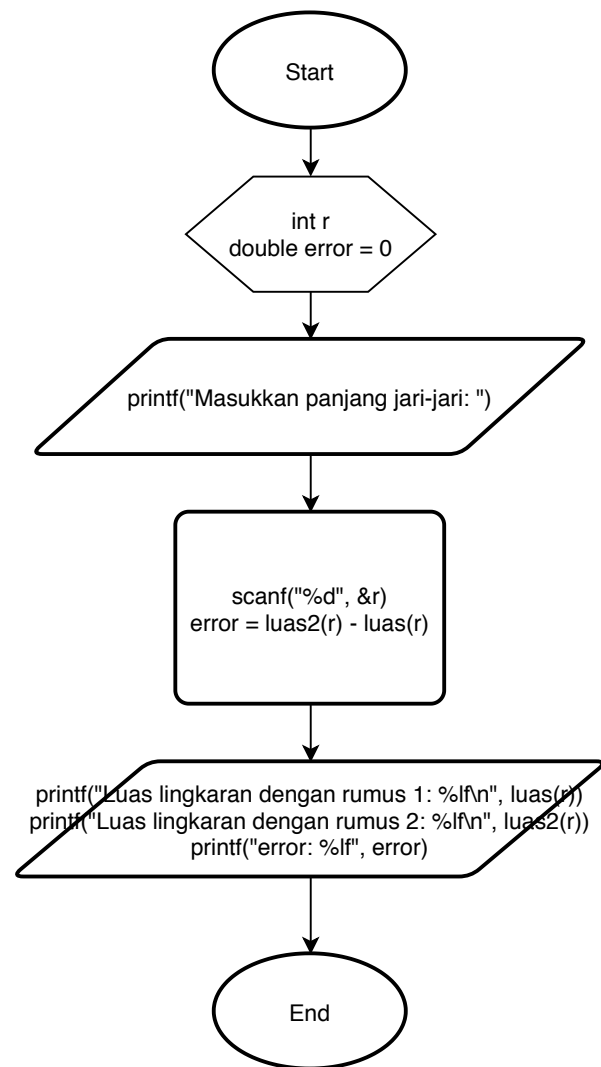 Start
int r
double error = 0
printf("Masukkan panjang jari-jari: ")
scanf("%d", &r)
error = luas2(r) - luas(r)
printf("Luas lingkaran dengan rumus 1: %lf\n", luas(r))
printf("Luas lingkaran dengan rumus 2: %lf\n", luas2(r))
printf("error: %lf", error)
End